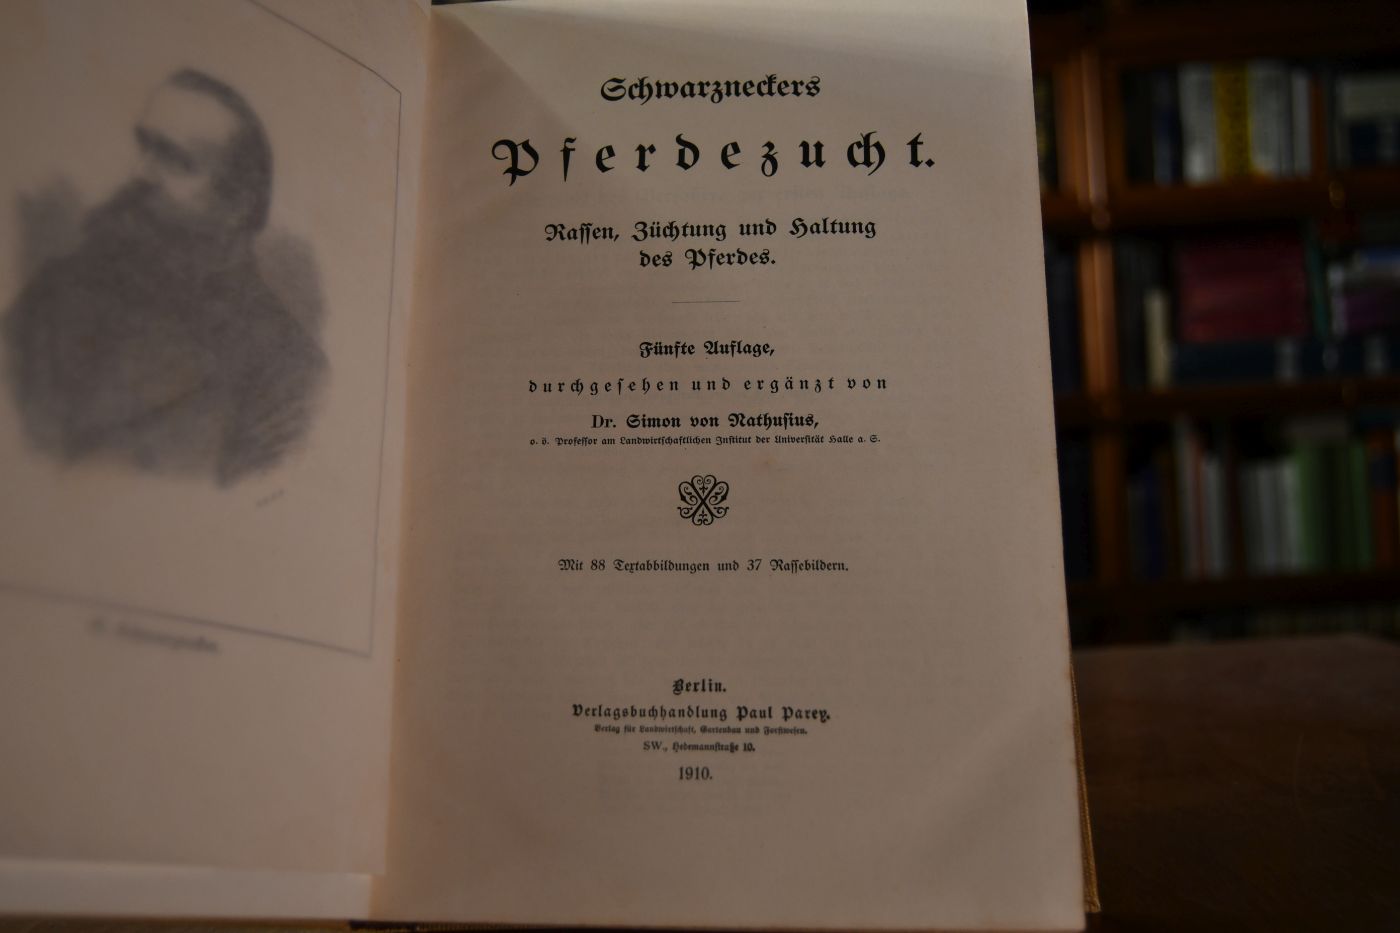 Schwarzneckers
Pferdezucht.
Rassen, Züchtung und Haltung
des Pferdes.
Fünfte Auflage,
durchgesehen und ergänzt von
Dr. Simon von Nathusius,
o. ö. Professor am Landwirtschaftlichen Institut der Universität Halle a. S.
Mit 88 Textabbildungen und 37 Rassebildern.
Berlin.
Verlagsbuchhandlung Paul Parey.
Verlag für Landwirtschaft, Gartenbau und Forstwesen.
SW., Hedemannstraße 10.
1910.